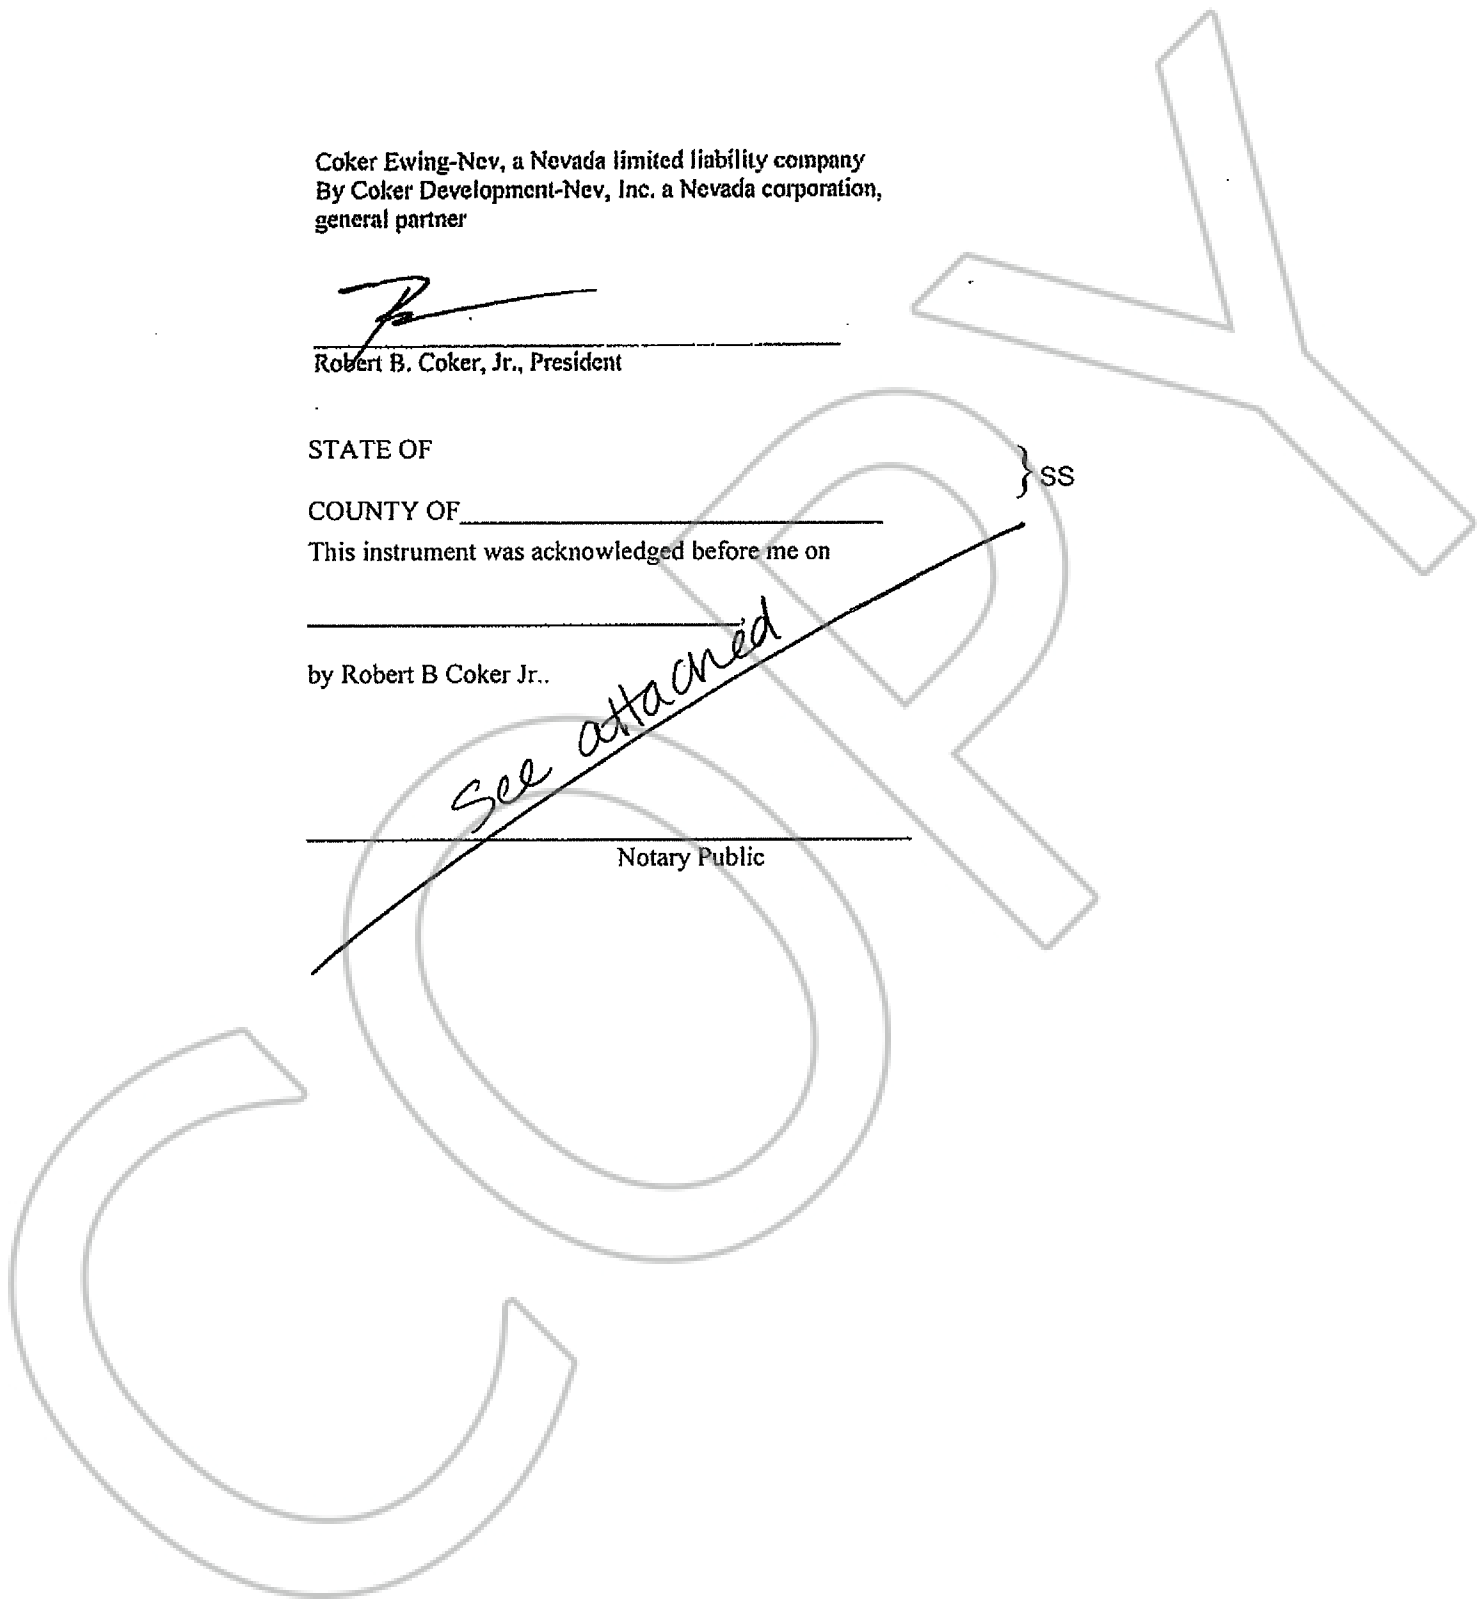 Coker Ewing-Nev, a Nevada limited liability company
By Coker Development-Nev, Inc. a Nevada corporation,
general partner
Robert B. Coker, Jr., President
STATE OF
} SS
COUNTY OF
This instrument was acknowledged before me on
,
by Robert B Coker Jr..
See attached
Notary Public
COPY